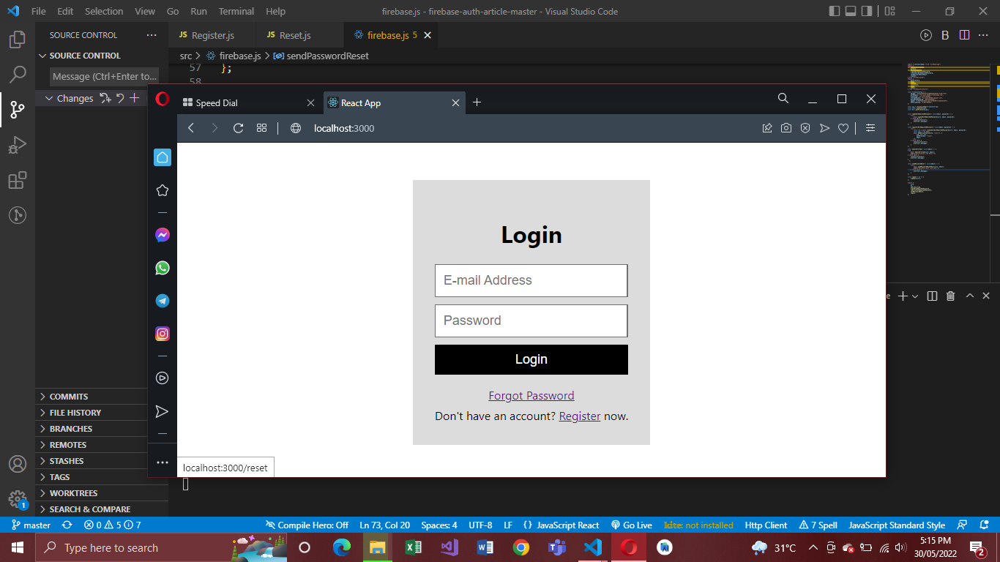 File Edit Selection View Go Run Terminal Help
firebase.js - firebase-auth-article-master - Visual Studio Code
SOURCE CONTROL
Register.js
Reset.js
firebase.js 5
SOURCE CONTROL
src > firebase.js > sendPasswordReset
Message (Ctrl+Enter to...
57 };
58
Changes
Speed Dial
React App
localhost:3000
Login
E-mail Address
Password
Login
Forgot Password
Don't have an account? Register now.
localhost:3000/reset
COMMITS
FILE HISTORY
BRANCHES
REMOTES
STASHES
TAGS
WORKTREES
SEARCH & COMPARE
1
master 0 5 7 Compile Hero: Off Ln 73, Col 20 Spaces: 4 UTF-8 LF {} JavaScript React Go Live kite: not installed Http Client 7 Spell JavaScript Standard Style
Type here to search
31°C
5:15 PM
30/05/2022
2